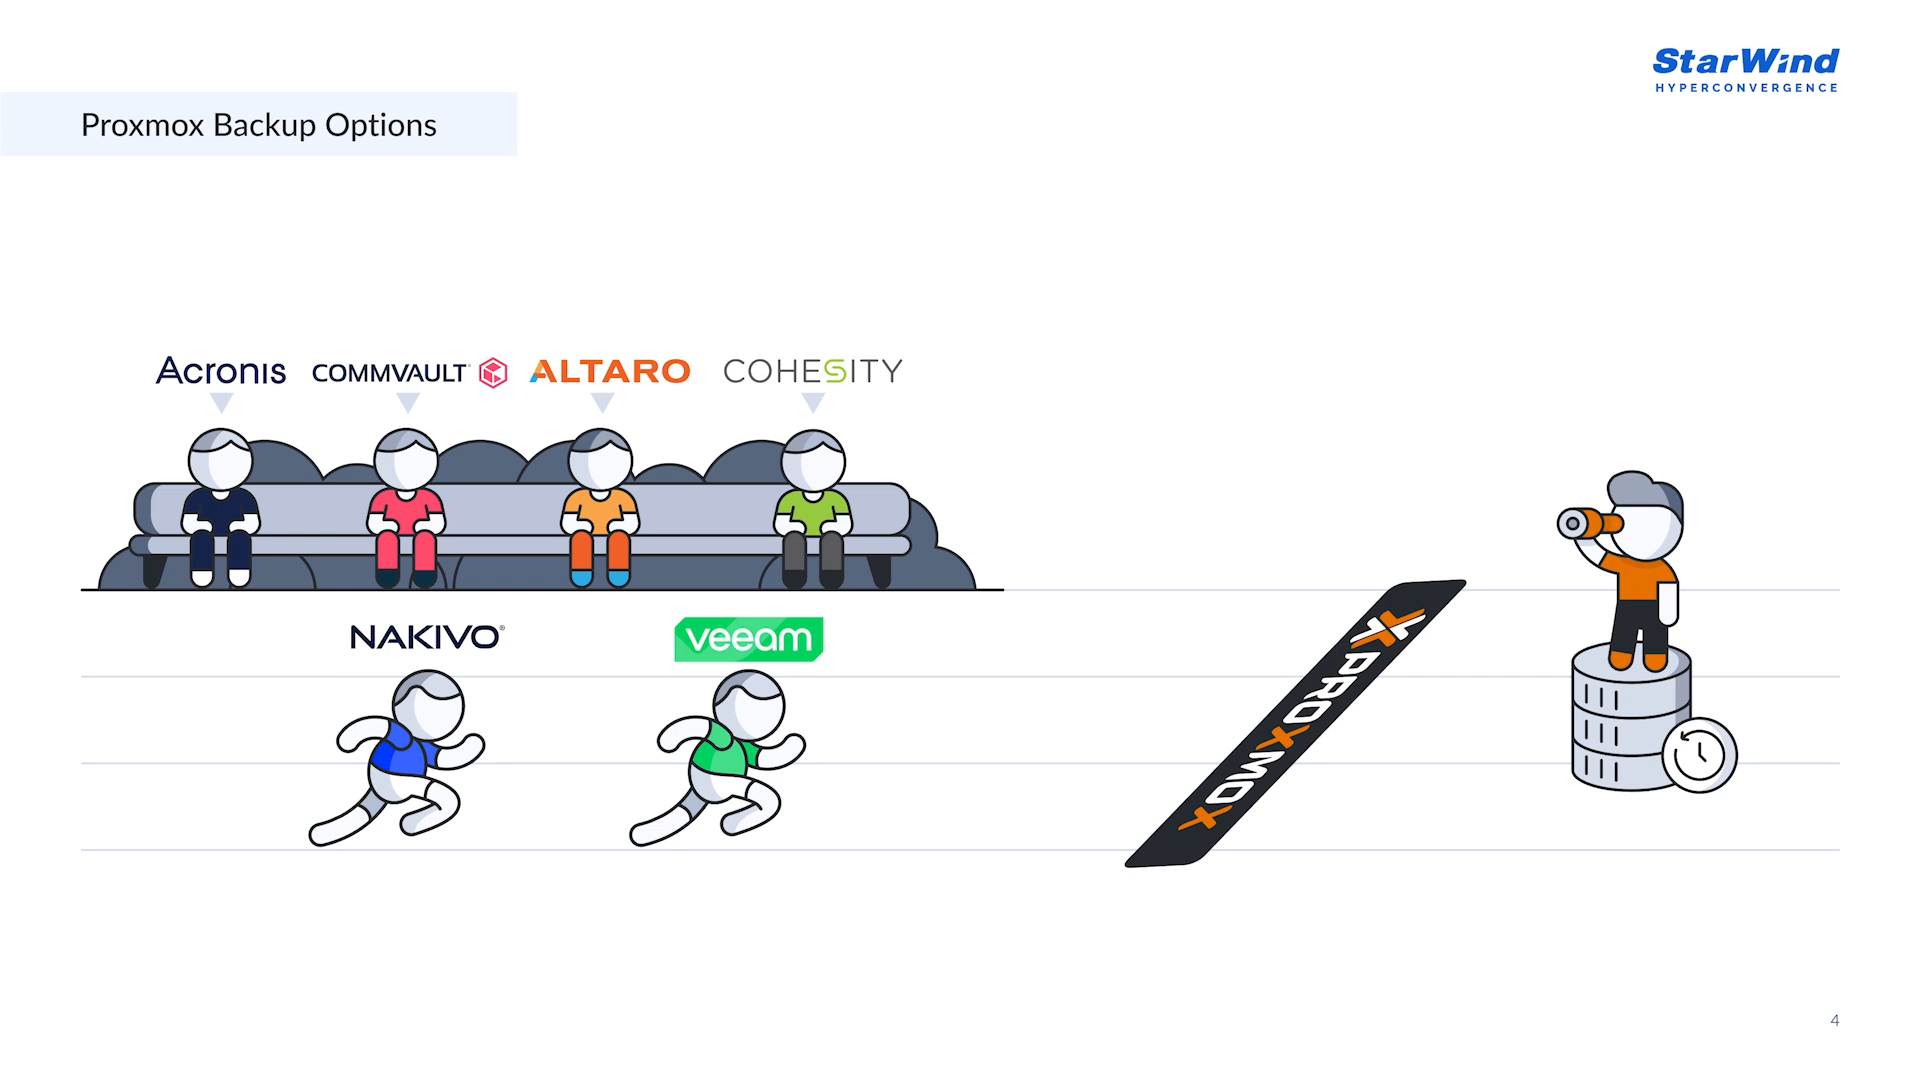 StarWind
HYPERCONVERGENCE
Proxmox Backup Options
Acronis
COMMVAULT
ALTARO
COHESITY
NAKIVO®
veeam
X PROXMOX
4